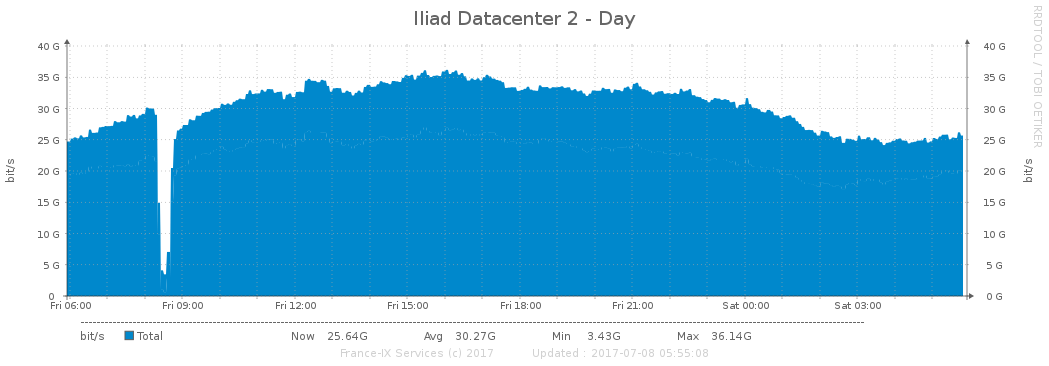 Iliad Datacenter 2 - Day
RRDTOOL / TOBI OETIKER
bit/s
40 G
35 G
30 G
25 G
20 G
15 G
10 G
5 G
0
40 G
35 G
30 G
25 G
20 G
15 G
10 G
5 G
0 G
bit/s
Fri 06:00 Fri 09:00 Fri 12:00 Fri 15:00 Fri 18:00 Fri 21:00 Sat 00:00 Sat 03:00
bit/s Total Now 25.64G Avg 30.27G Min 3.43G Max 36.14G
France-IX Services (c) 2017 Updated : 2017-07-08 05:55:08